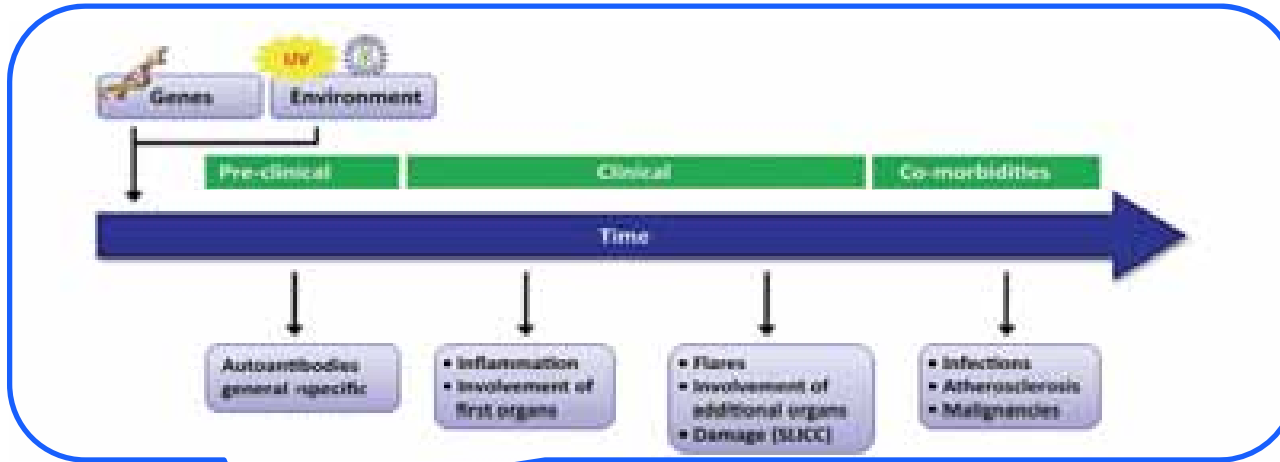 UV
Genes
Environment
Pre-clinical
Clinical
Co-morbidities
Time
Autoantibodies
general -specific
• Inflammation
• Involvement of
first organs
• Flares
• Involvement of
additional organs
• Damage (SLICC)
• Infections
• Atherosclerosis
• Malignancies